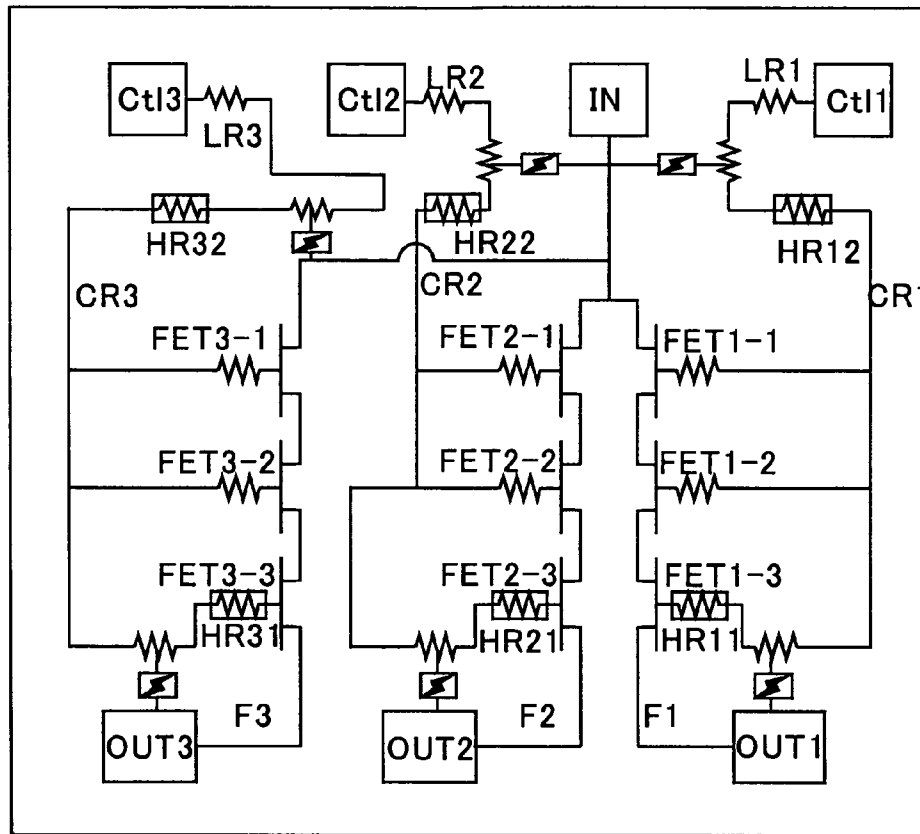 Ctl3
LR3
Ctl2
LR2
IN
LR1
Ctl1
HR32
HR22
HR12
CR3
CR2
CR1
FET3-1
FET2-1
FET1-1
FET3-2
FET2-2
FET1-2
FET3-3
FET2-3
FET1-3
HR31
HR21
HR11
F3
F2
F1
OUT3
OUT2
OUT1